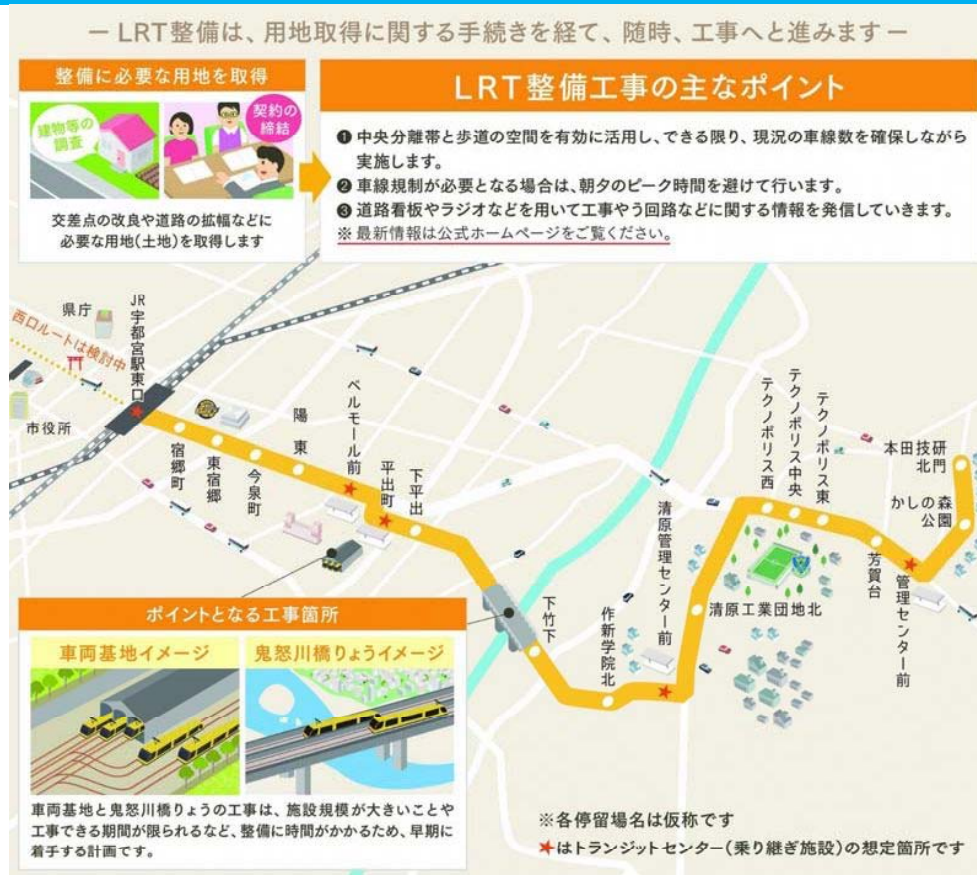 ― LRT整備は、用地取得に関する手続きを経て、随時、工事へと進みます ―
整備に必要な用地を取得
建物等の
調査
契約の
締結
交差点の改良や道路の拡幅などに
必要な用地(土地)を取得します
LRT整備工事の主なポイント
❶ 中央分離帯と歩道の空間を有効に活用し、できる限り、現況の車線数を確保しながら
実施します。
❷ 車線規制が必要となる場合は、朝夕のピーク時間を避けて行います。
❸ 道路看板やラジオなどを用いて工事やう回路などに関する情報を発信していきます。
※ 最新情報は公式ホームページをご覧ください。
県庁
西口ルートは検討中
市役所
JR宇都宮駅東口
宿郷町
東宿郷
今泉町
陽東
ベルモール前
平出町
下平出
下竹下
作新学院北
清原管理センター前
清原工業団地北
テクノポリス西
テクノポリス中央
テクノポリス東
芳賀台
管理センター前
かしの森
公園
本田技研
北門
ポイントとなる工事箇所
車両基地イメージ
鬼怒川橋りょうイメージ
車両基地と鬼怒川橋りょうの工事は、施設規模が大きいことや
工事できる期間が限られるなど、整備に時間がかかるため、早期に
着手する計画です。
※各停留場名は仮称です
★はトランジットセンター(乗り継ぎ施設)の想定箇所です